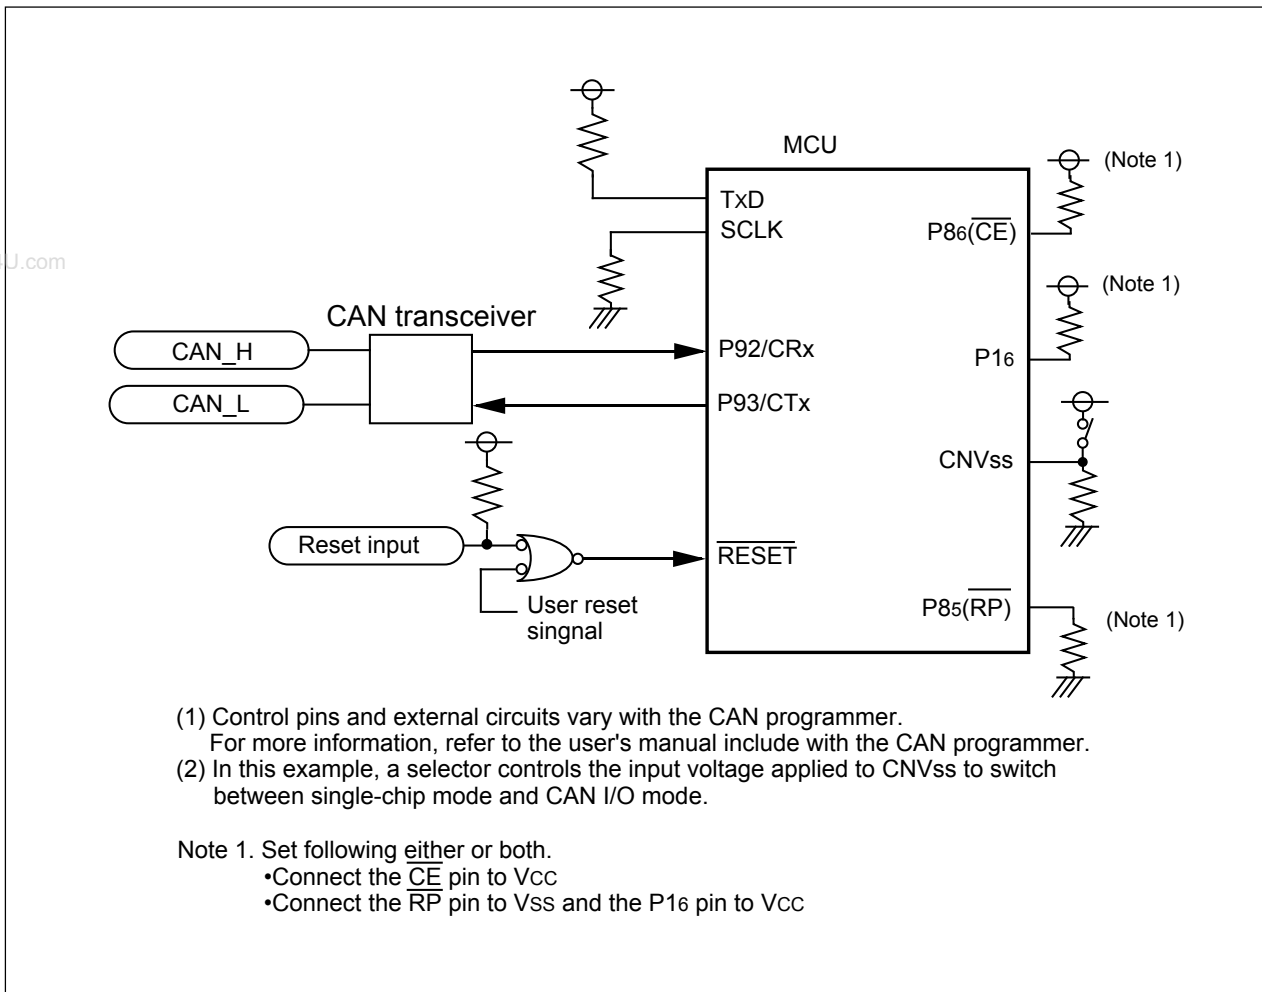 MCU
(Note 1)
TxD
SCLK
P86(CE)
U.com
(Note 1)
CAN transceiver
CAN_H
P92/CRx
P16
CAN_L
P93/CTx
CNVss
Reset input
RESET
User reset
singnal
P85(RP)
(Note 1)
(1) Control pins and external circuits vary with the CAN programmer.
For more information, refer to the user's manual include with the CAN programmer.
(2) In this example, a selector controls the input voltage applied to CNVss to switch
between single-chip mode and CAN I/O mode.
Note 1. Set following either or both.
•Connect the CE pin to VCC
•Connect the RP pin to VSS and the P16 pin to VCC